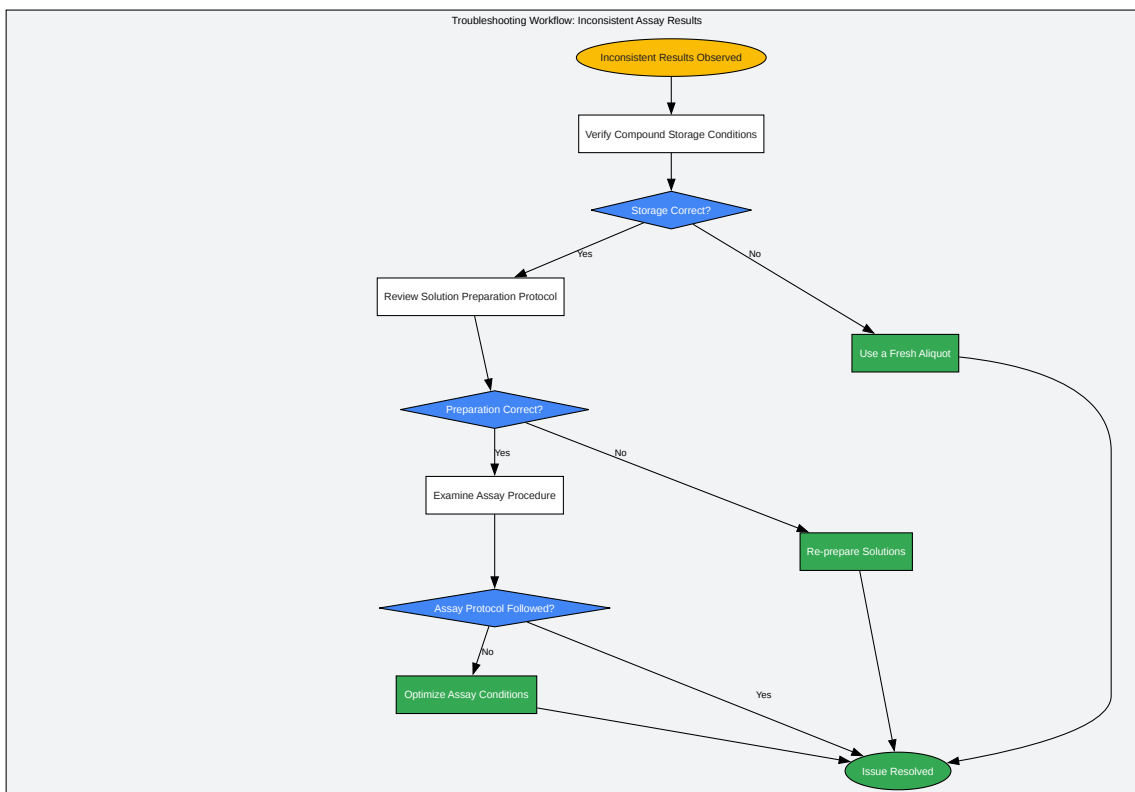 Troubleshooting Workflow: Inconsistent Assay Results
Inconsistent Results Observed
Verify Compound Storage Conditions
Storage Correct?
Yes
No
Review Solution Preparation Protocol
Use a Fresh Aliquot
Preparation Correct?
Yes
No
Examine Assay Procedure
Re-prepare Solutions
Assay Protocol Followed?
No
Optimize Assay Conditions
Yes
Issue Resolved